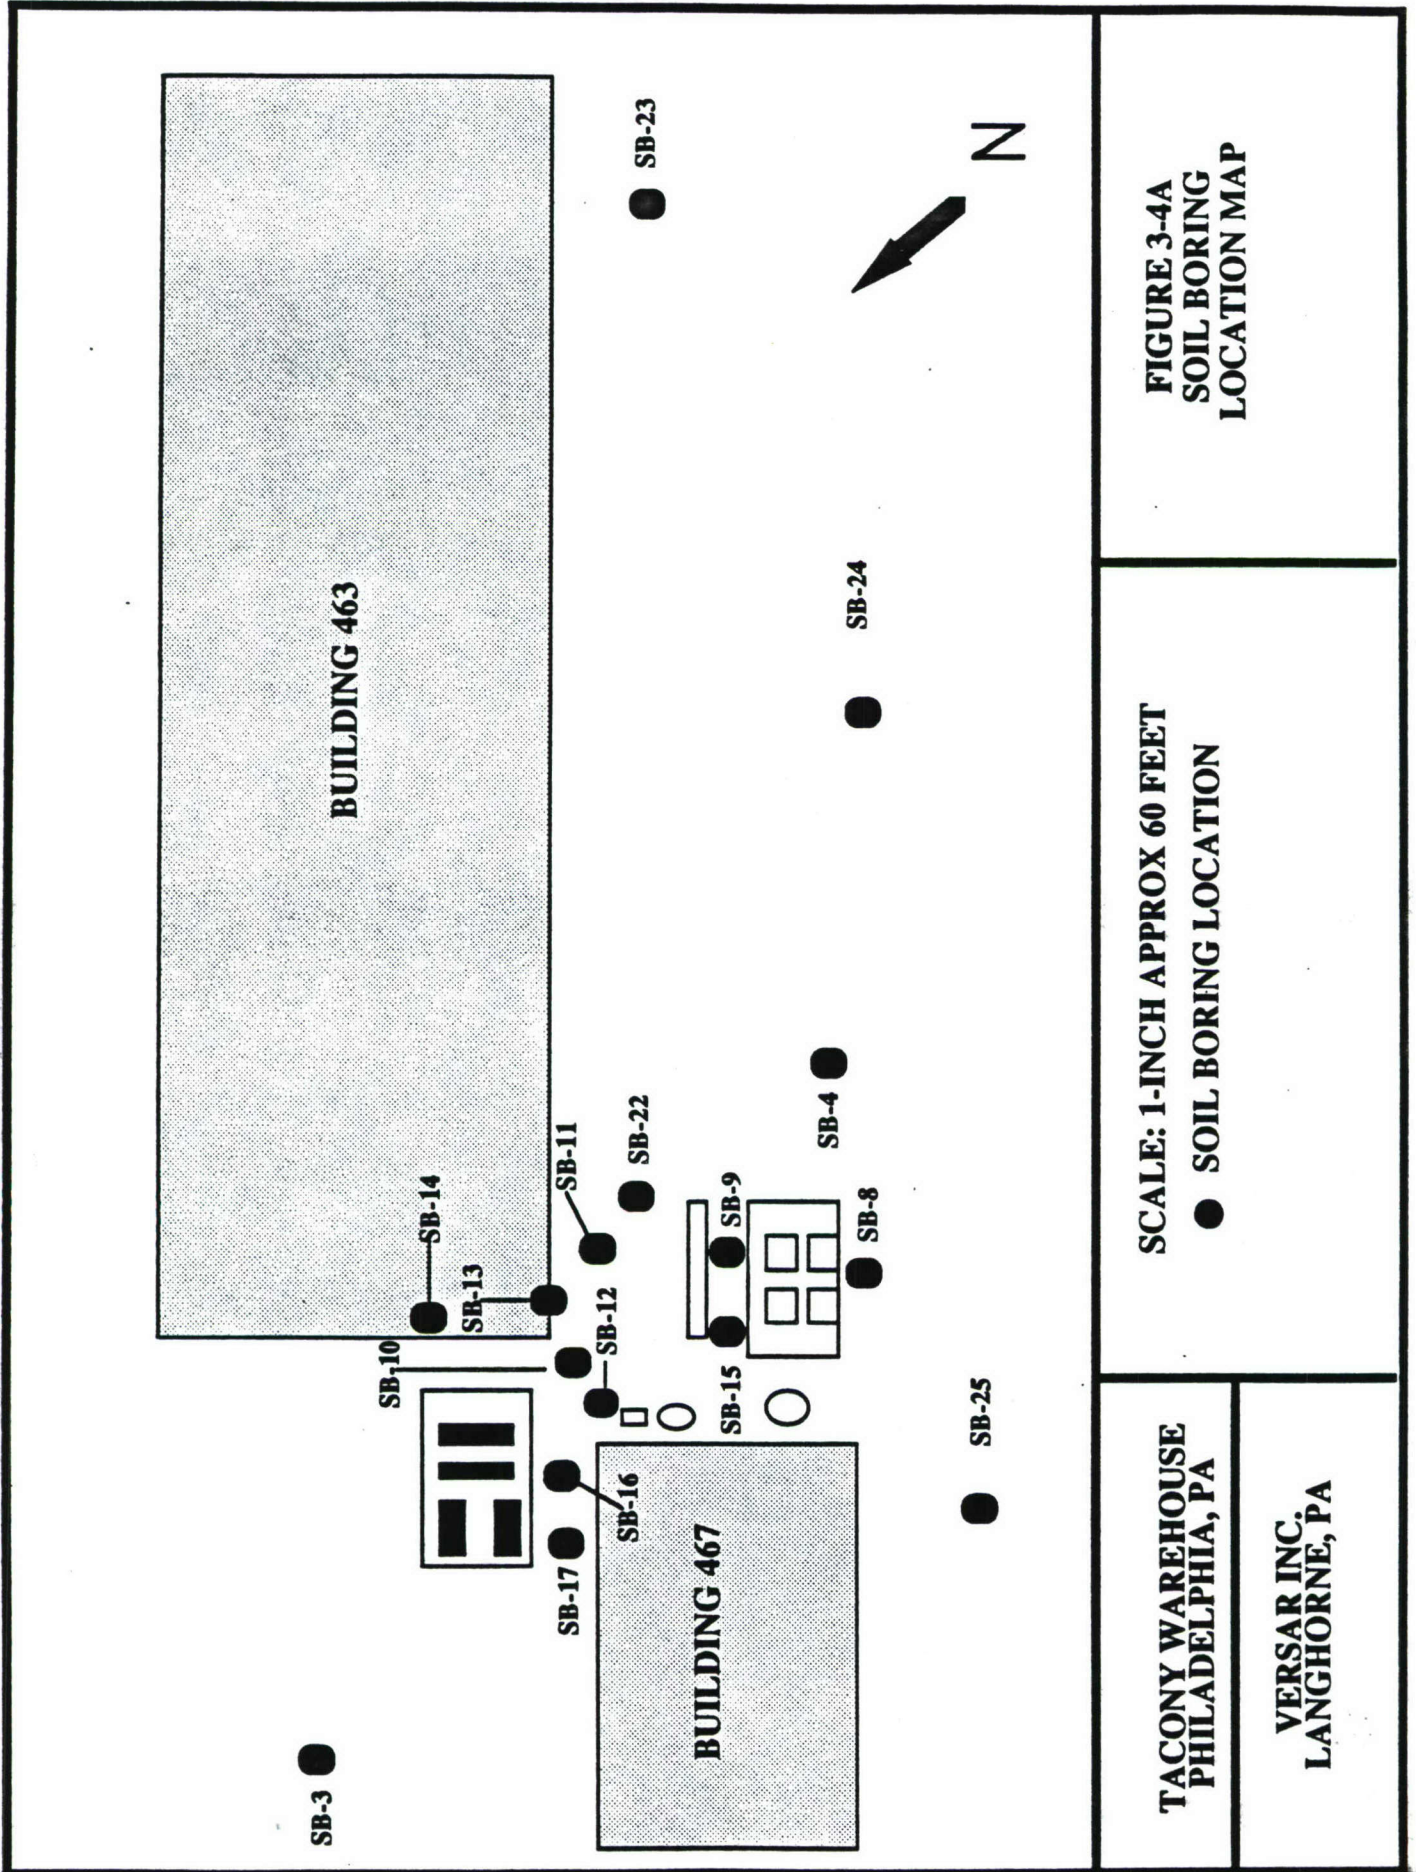 SB-3
BUILDING 463
SB-14
SB-10
SB-13
SB-11
SB-12
SB-17
SB-16
SB-22
SB-23
BUILDING 467
SB-15
SB-9
SB-4
SB-8
SB-24
SB-25
N
TACONY WAREHOUSE
PHILADELPHIA, PA
VERSAR INC.
LANGHORNE, PA
SCALE: 1-INCH APPROX 60 FEET
SOIL BORING LOCATION
FIGURE 3-4A
SOIL BORING
LOCATION MAP